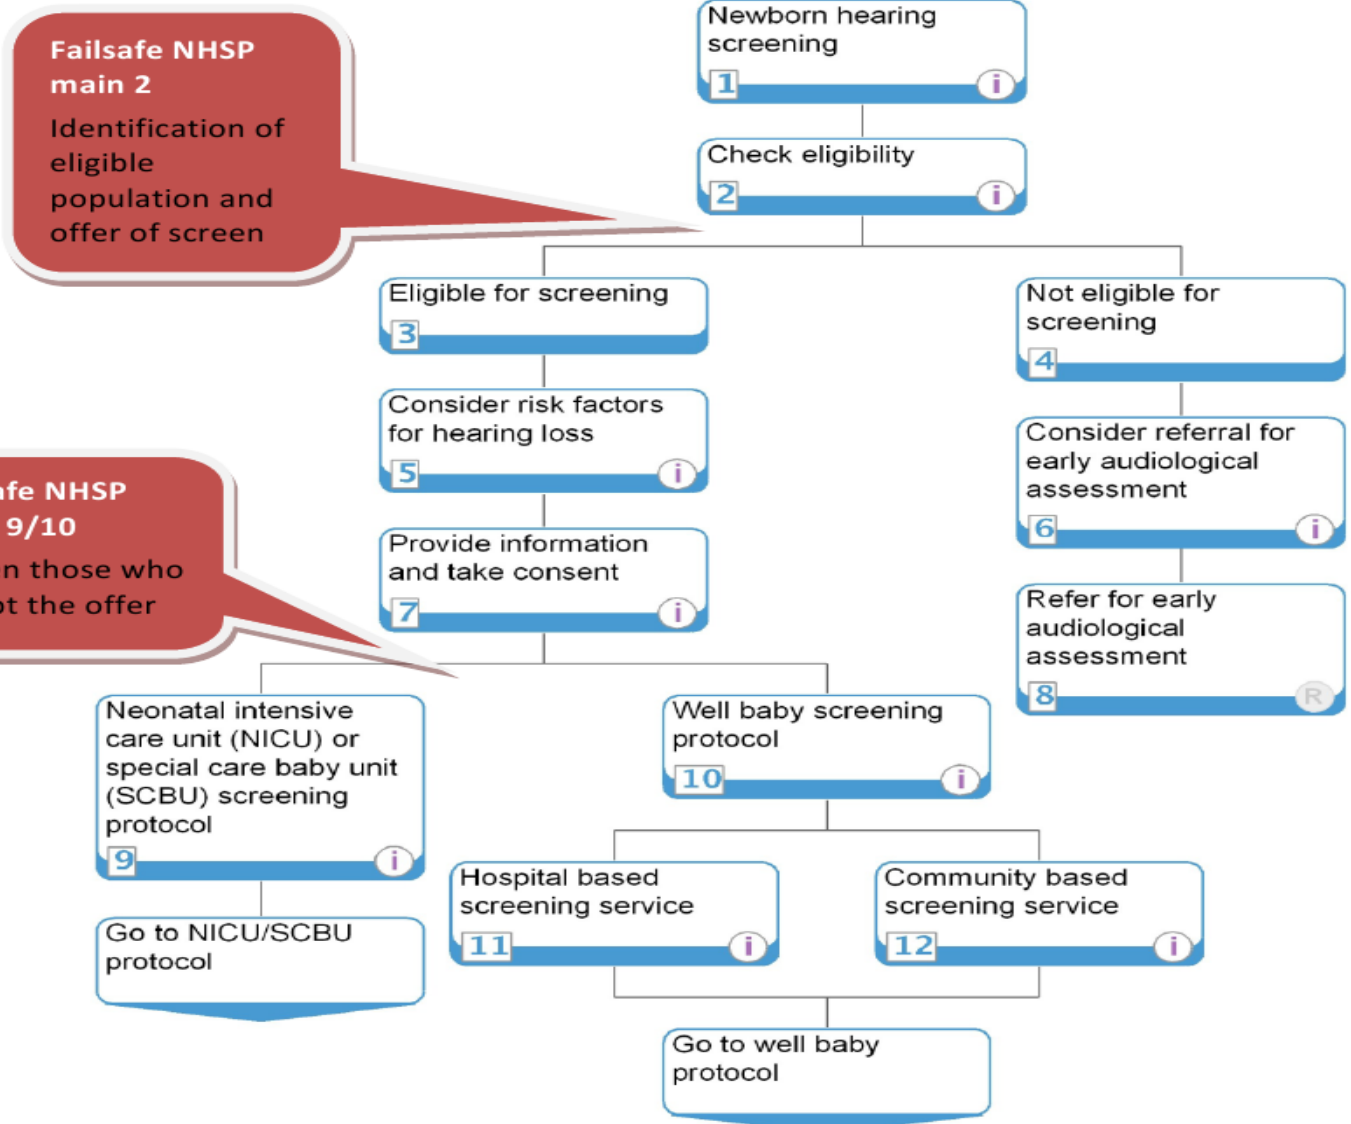 Failsafe NHSP
main 2
Identification of
eligible
population and
offer of screen
Newborn hearing
screening
1
i
Check eligibility
2
i
Eligible for screening
3
Not eligible for
screening
4
Consider risk factors
for hearing loss
5
i
Consider referral for
early audiological
assessment
6
i
NHSP
9/10
those who
the offer
Provide information
and take consent
7
i
Refer for early
audiological
assessment
8
R
Neonatal intensive
care unit (NICU) or
special care baby unit
(SCBU) screening
protocol
9
i
Well baby screening
protocol
10
i
Go to NICU/SCBU
protocol
Hospital based
screening service
11
i
Community based
screening service
12
i
Go to well baby
protocol